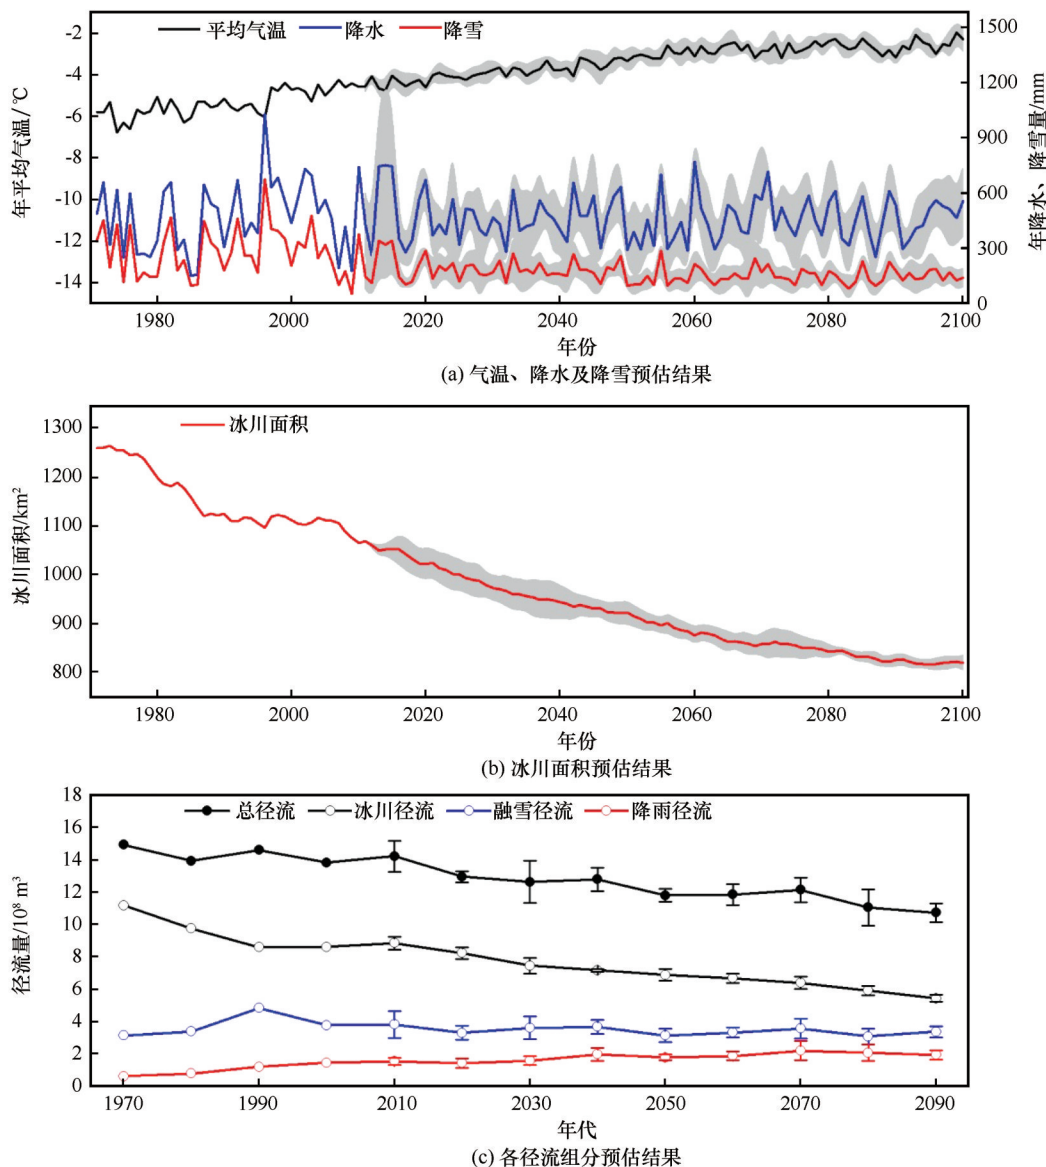 平均气温 降水 降雪
年平均气温/℃
-2
-4
-6
-8
-10
-12
-14
1500
1200
900
600
300
0
年降水、降雪量/mm
1980 2000 2020 2040 2060 2080 2100
年份
(a) 气温、降水及降雪预估结果
冰川面积
冰川面积/km²
1300
1200
1100
1000
900
800
1980 2000 2020 2040 2060 2080 2100
年份
(b) 冰川面积预估结果
总径流 冰川径流 融雪径流 降雨径流
径流量/10⁸ m³
18
16
14
12
10
8
6
4
2
0
1970 1990 2010 2030 2050 2070 2090
年代
(c) 各径流组分预估结果